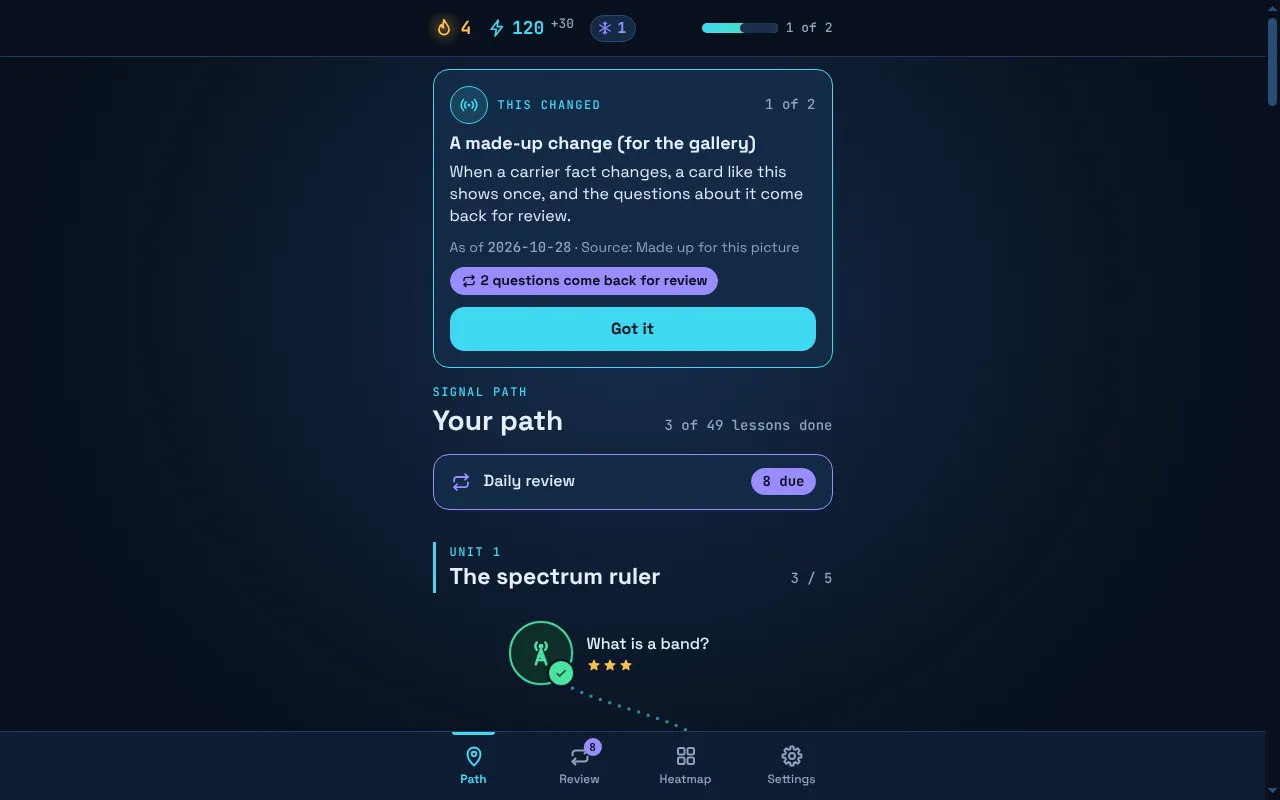 4 120 +30 1 1 of 2
THIS CHANGED 1 of 2
A made-up change (for the gallery)
When a carrier fact changes, a card like this
shows once, and the questions about it come
back for review.
As of 2026-10-28 · Source: Made up for this picture
2 questions come back for review
Got it
SIGNAL PATH
Your path 3 of 49 lessons done
Daily review 8 due
UNIT 1
The spectrum ruler 3 / 5
What is a band?
8
Path Review Heatmap Settings